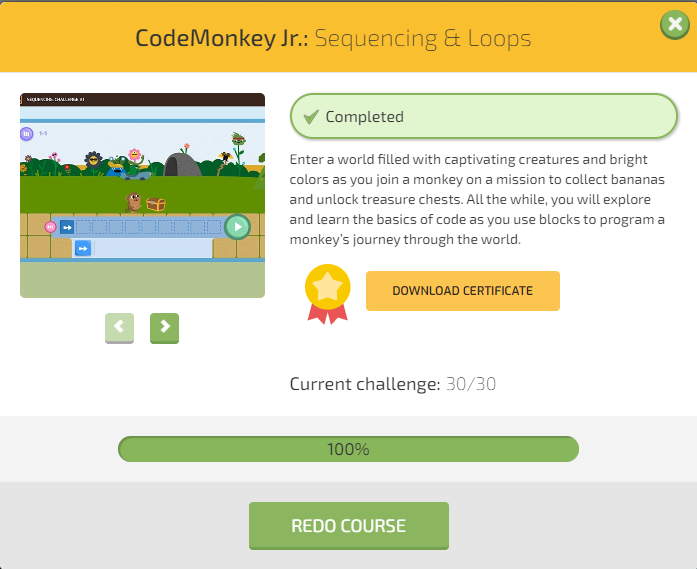 CodeMonkey Jr.: Sequencing & Loops
SEQUENCING: CHALLENGE #1
1-1
Completed
Enter a world filled with captivating creatures and bright
colors as you join a monkey on a mission to collect bananas
and unlock treasure chests. All the while, you will explore
and learn the basics of code as you use blocks to program a
monkey's journey through the world.
DOWNLOAD CERTIFICATE
Current challenge: 30/30
100%
REDO COURSE